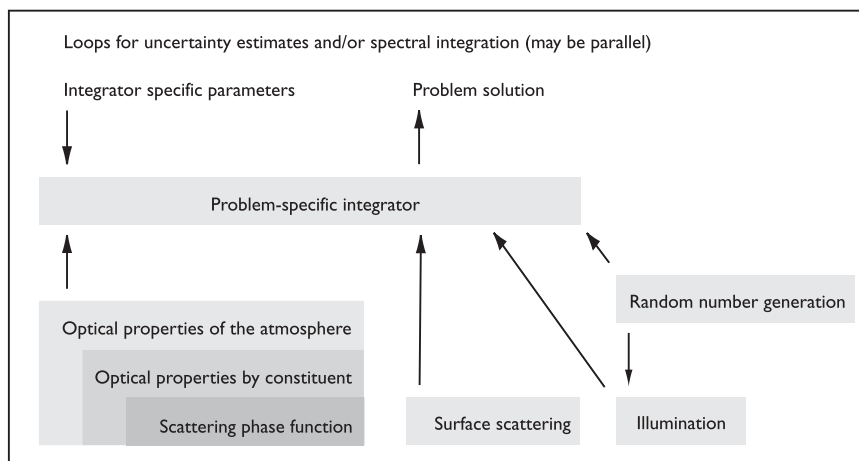 Loops for uncertainty estimates and/or spectral integration (may be parallel)
Integrator specific parameters
Problem solution
Problem-specific integrator
Random number generation
Optical properties of the atmosphere
Optical properties by constituent
Scattering phase function
Surface scattering
Illumination